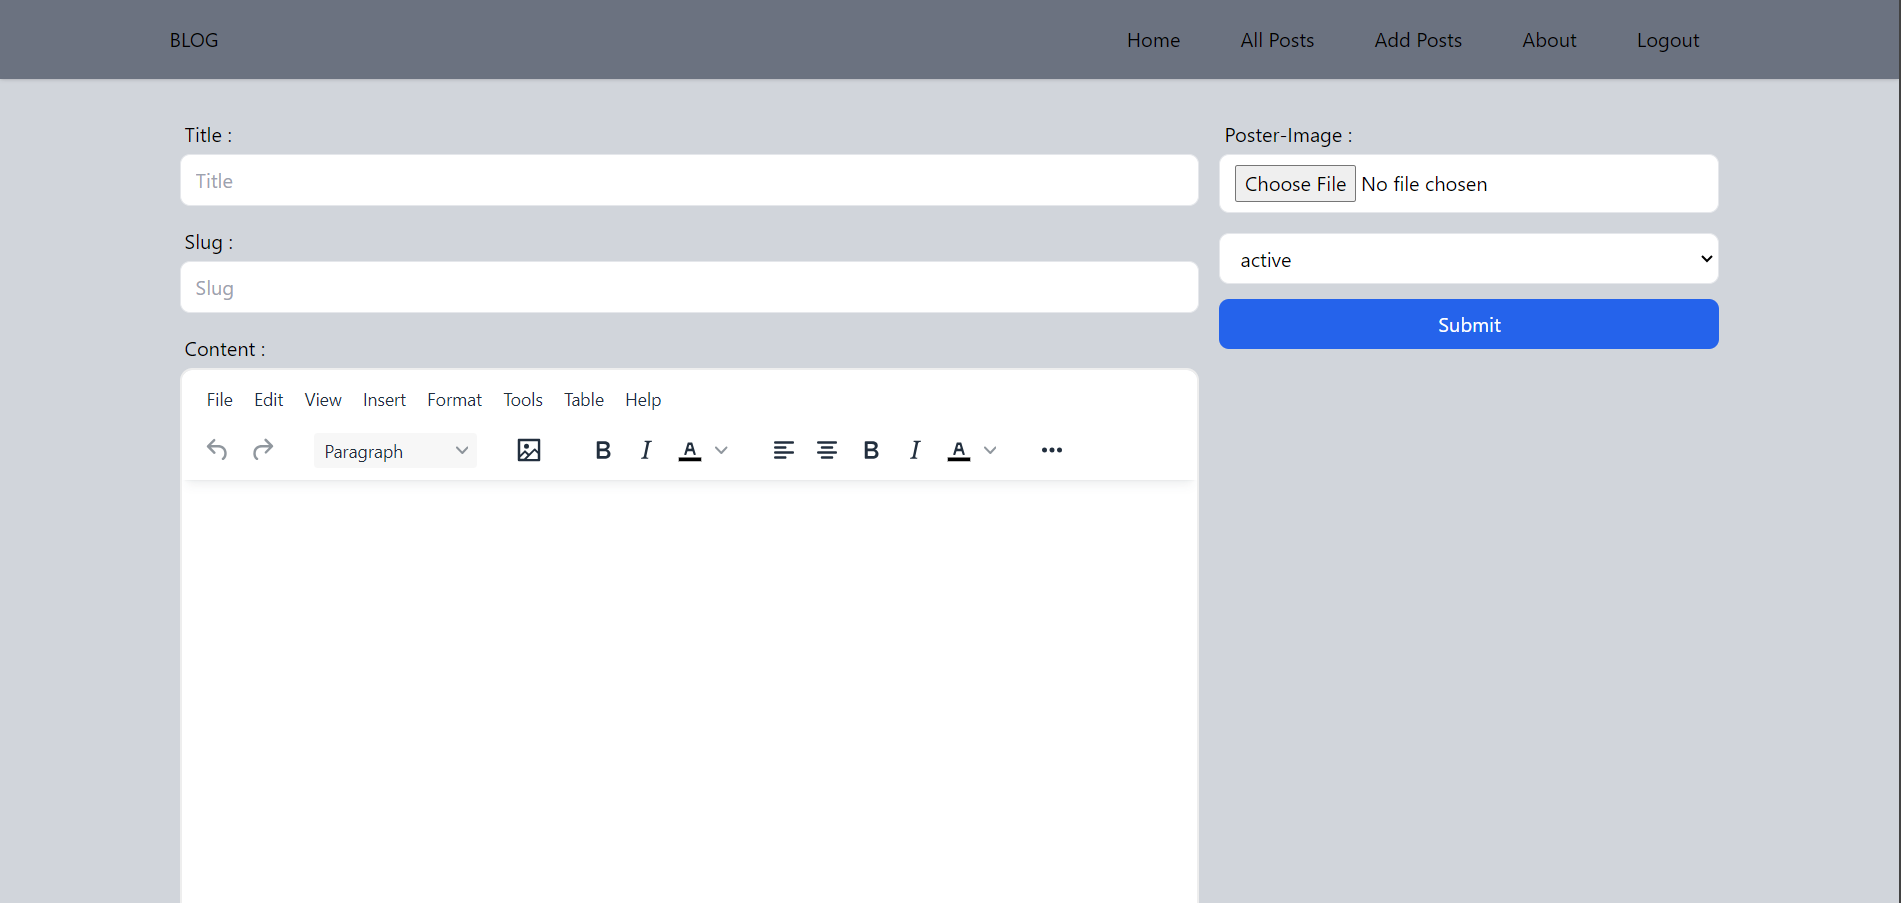 BLOG Home All Posts Add Posts About Logout
Title :
Title
Slug :
Slug
Content :
File Edit View Insert Format Tools Table Help
Paragraph B I A B I A
Poster-Image :
Choose File No file chosen
active
Submit